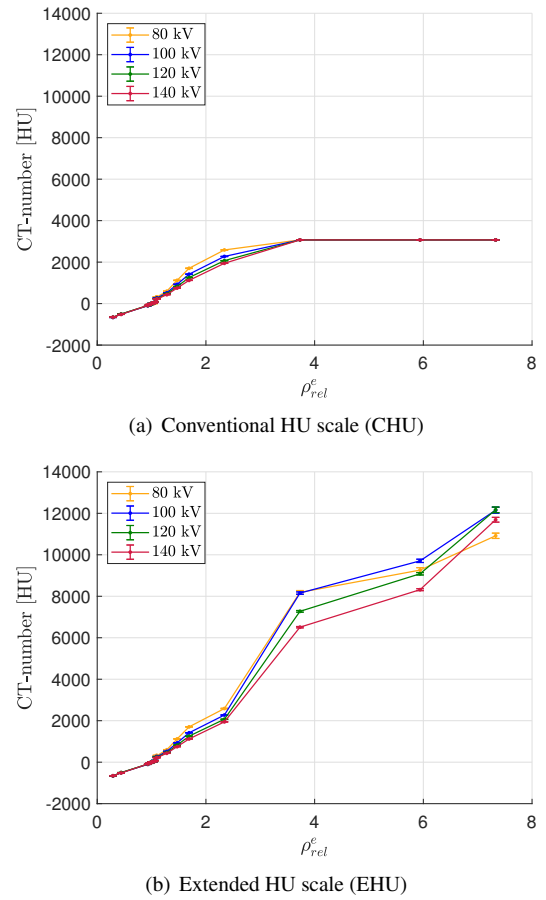 14000
12000
10000
8000
6000
4000
2000
0
-2000
CT-number [HU]
80 kV
100 kV
120 kV
140 kV
0 2 4 6 8
ρ^e_rel
(a) Conventional HU scale (CHU)
14000
12000
10000
8000
6000
4000
2000
0
-2000
CT-number [HU]
80 kV
100 kV
120 kV
140 kV
0 2 4 6 8
ρ^e_rel
(b) Extended HU scale (EHU)